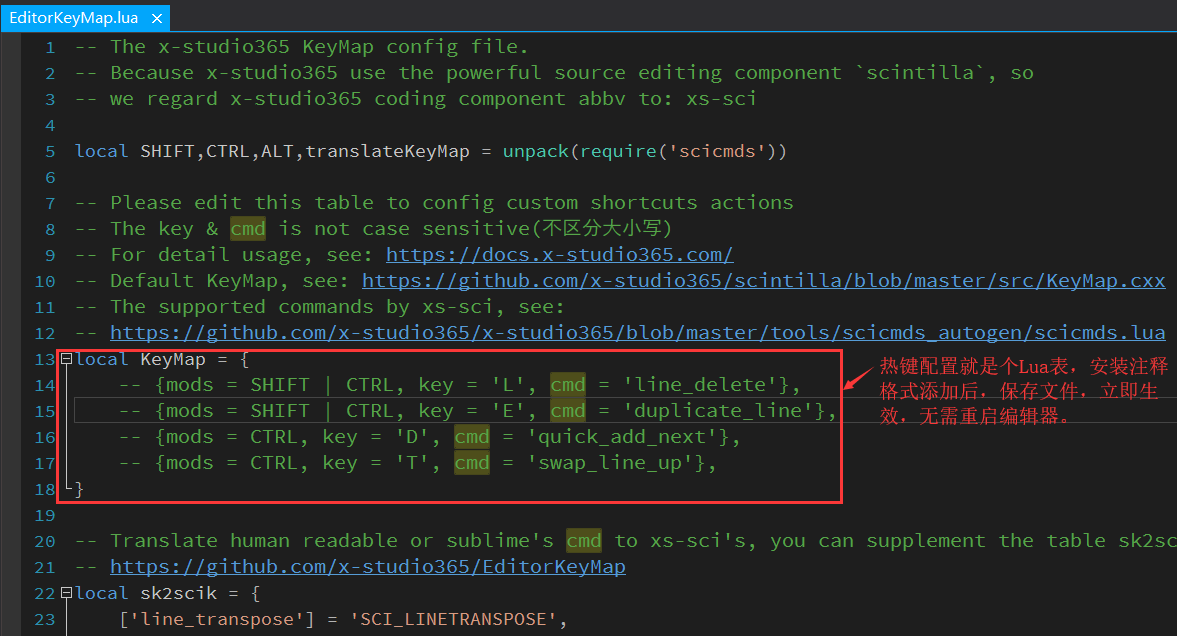 EditorKeyMap.lua ×
1 -- The x-studio365 KeyMap config file.
2 -- Because x-studio365 use the powerful source editing component `scintilla`, so
3 -- we regard x-studio365 coding component abbv to: xs-sci
4
5 local SHIFT,CTRL,ALT,translateKeyMap = unpack(require('scicmds'))
6
7 -- Please edit this table to config custom shortcuts actions
8 -- The key & cmd is not case sensitive(不区分大小写)
9 -- For detail usage, see: https://docs.x-studio365.com/
10 -- Default KeyMap, see: https://github.com/x-studio365/scintilla/blob/master/src/KeyMap.cxx
11 -- The supported commands by xs-sci, see:
12 -- https://github.com/x-studio365/x-studio365/blob/master/tools/scicmds_autogen/scicmds.lua
13 local KeyMap = {
14 -- {mods = SHIFT | CTRL, key = 'L', cmd = 'line_delete'},
15 -- {mods = SHIFT | CTRL, key = 'E', cmd = 'duplicate_line'},
16 -- {mods = CTRL, key = 'D', cmd = 'quick_add_next'},
17 -- {mods = CTRL, key = 'T', cmd = 'swap_line_up'},
18 }
热键配置就是个Lua表，安装注释
格式添加后，保存文件，立即生
效，无需重启编辑器。
19
20 -- Translate human readable or sublime's cmd to xs-sci's, you can supplement the table sk2sc
21 -- https://github.com/x-studio365/EditorKeyMap
22 local sk2scik = {
23 ['line_transpose'] = 'SCI_LINETRANSPOSE',